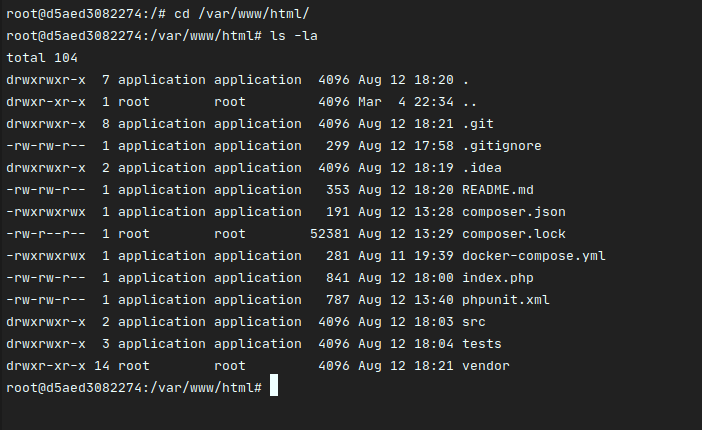 root@d5aed3082274:/# cd /var/www/html/
root@d5aed3082274:/var/www/html# ls -la
total 104
drwxrwxr-x  7 application application  4096 Aug 12 18:20 .
drwxr-xr-x  1 root        root         4096 Mar  4 22:34 ..
drwxrwxr-x  8 application application  4096 Aug 12 18:21 .git
-rw-rw-r--  1 application application   299 Aug 12 17:58 .gitignore
drwxrwxr-x  2 application application  4096 Aug 12 18:19 .idea
-rw-rw-r--  1 application application   353 Aug 12 18:20 README.md
-rwxrwxrwx  1 application application   191 Aug 12 13:28 composer.json
-rw-r--r--  1 root        root        52381 Aug 12 13:29 composer.lock
-rwxrwxrwx  1 application application   281 Aug 11 19:39 docker-compose.yml
-rw-rw-r--  1 application application   841 Aug 12 18:00 index.php
-rw-rw-r--  1 application application   787 Aug 12 13:40 phpunit.xml
drwxrwxr-x  2 application application  4096 Aug 12 18:03 src
drwxrwxr-x  3 application application  4096 Aug 12 18:04 tests
drwxr-xr-x 14 root        root         4096 Aug 12 18:21 vendor
root@d5aed3082274:/var/www/html#